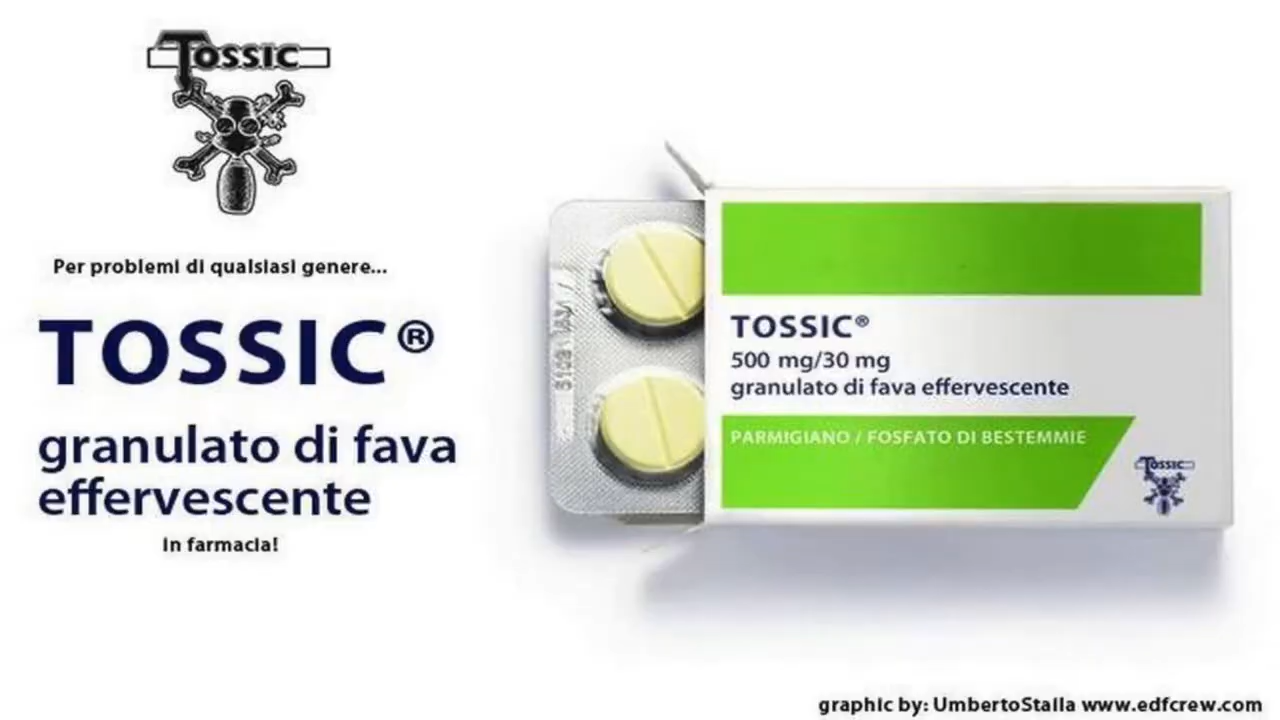 TOSSIC
Per problemi di qualsiasi genere...
TOSSIC®
granulato di fava
effervescente
in farmacia!
TOSSIC®
500 mg/30 mg
granulato di fava effervescente
PARMIGIANO / FOSFATO DI BESTEMMIE
TOSSIC
graphic by: UmbertoStalla www.edfcrew.com